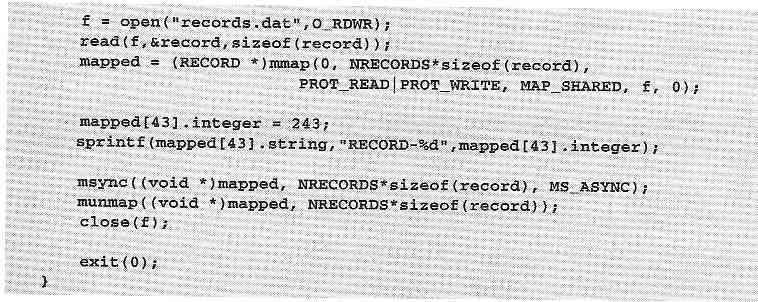 f = open("records.dat",O_RDWR);
read(f,&record,sizeof(record));
mapped = (RECORD *)mmap(0, NRECORDS*sizeof(record),
PROT_READ|PROT_WRITE, MAP_SHARED, f, 0);
mapped[43].integer = 243;
sprintf(mapped[43].string,"RECORD-%d",mapped[43].integer);
msync((void *)mapped, NRECORDS*sizeof(record), MS_ASYNC);
munmap((void *)mapped, NRECORDS*sizeof(record));
close(f);
exit(0);
}